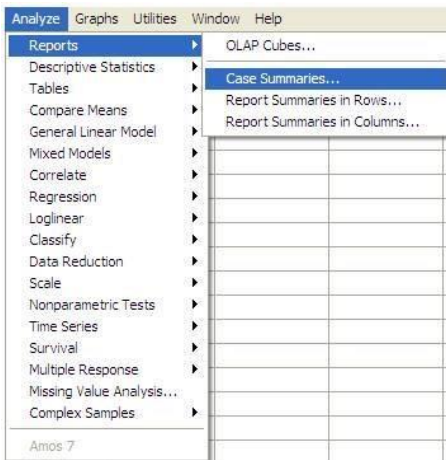 Analyze Graphs Utilities Window Help
Reports
OLAP Cubes...
Descriptive Statistics
Tables
Case Summaries...
Compare Means
Report Summaries in Rows...
General Linear Model
Report Summaries in Columns...
Mixed Models
Correlate
Regression
Loglinear
Classify
Data Reduction
Scale
Nonparametric Tests
Time Series
Survival
Multiple Response
Missing Value Analysis...
Complex Samples
Amos 7